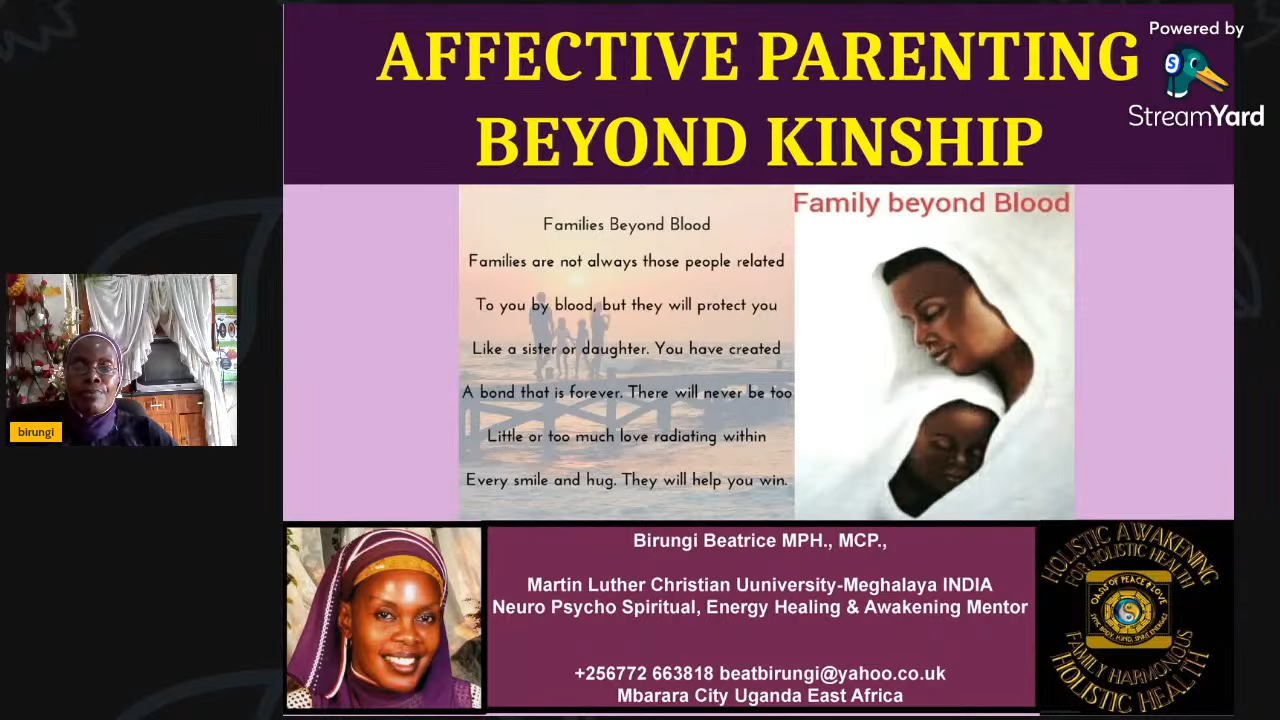 AFFECTIVE PARENTING
BEYOND KINSHIP
Powered by
StreamYard
Families Beyond Blood
Families are not always those people related
To you by blood, but they will protect you
Like a sister or daughter. You have created
A bond that is forever. There will never be too
Little or too much love radiating within
Every smile and hug. They will help you win.
Family beyond Blood
birungi
Birungi Beatrice MPH., MCP.,
Martin Luther Christian Uuniversity-Meghalaya INDIA
Neuro Psycho Spiritual, Energy Healing & Awakening Mentor
+256772 663818 beatbirungi@yahoo.co.uk
Mbarara City Uganda East Africa
HOLISTIC AWAKENING
FOR HOLISTIC HEALTH
OASIS OF PEACE & LOVE
FAMILY HARMONIOUS
HOLISTIC HEALTH